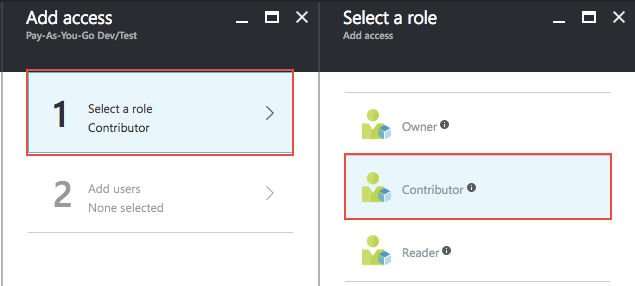 Add access
Pay-As-You-Go Dev/Test
1
Select a role
Contributor
2
Add users
None selected
Select a role
Add access
Owner
Contributor
Reader